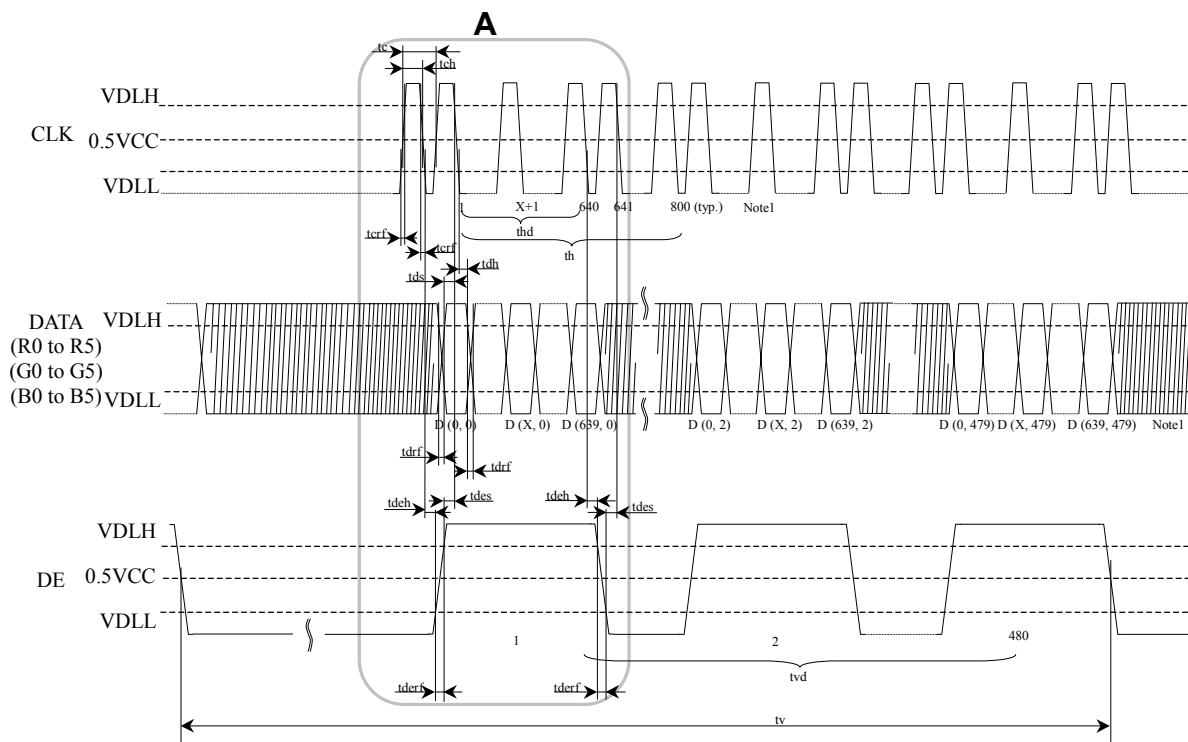 A
tc
tch
VDLH
CLK 0.5VCC
VDLL
1 X+1 640 641 800 (typ.) Note1
thd
th
tcrf
tcrf
tdh
tds
DATA
(R0 to R5)
(G0 to G5)
(B0 to B5)
VDLH
VDLL
D (0, 0) D (X, 0) D (639, 0) D (0, 2) D (X, 2) D (639, 2) D (0, 479) D (X, 479) D (639, 479) Note1
tdrf
tdrf
tdeh tdes tdeh tdes
VDLH
DE 0.5VCC
VDLL
1 2 480
tvd
tderf tderf
tv